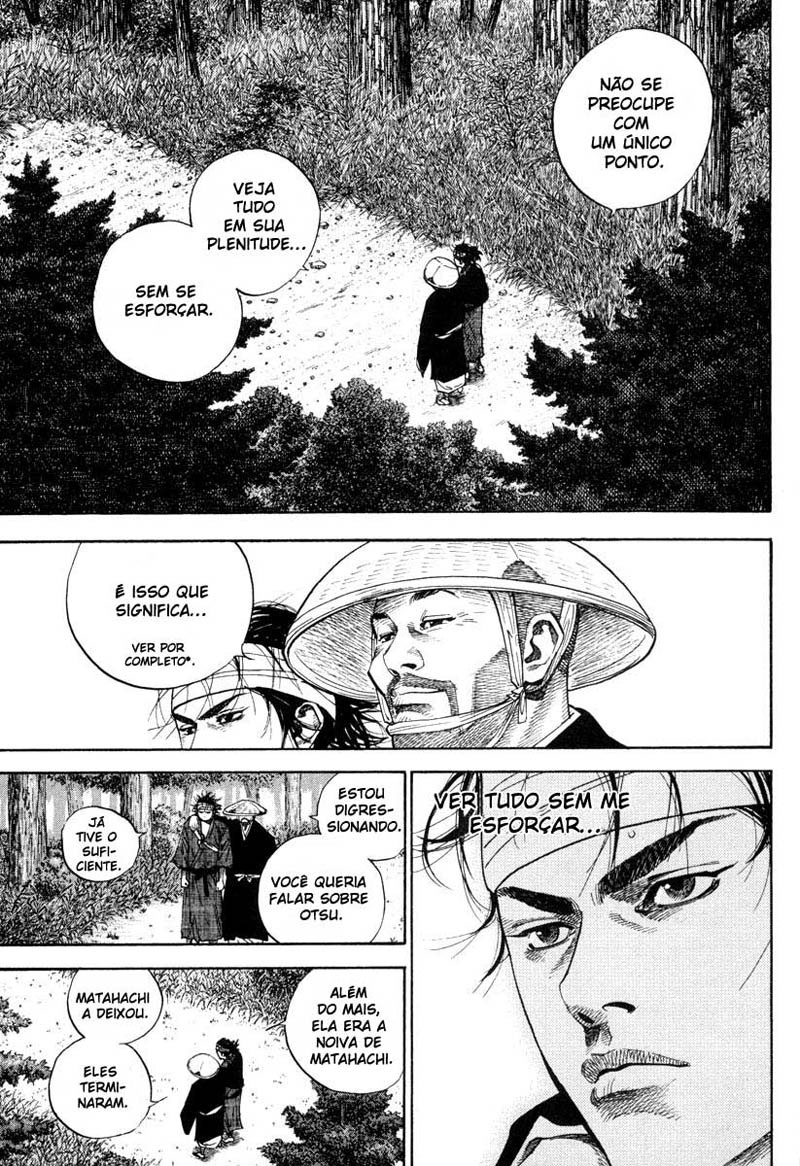 NÃO SE
PREOCUPE
COM
UM ÚNICO
PONTO.
VEJA
TUDO
EM SUA
PLENITUDE...
SEM SE
ESFORÇAR.
É ISSO QUE
SIGNIFICA...
VER POR
COMPLETO*.
VER TUDO SEM ME
ESFORÇAR...
ESTOU
DIGRES-
SIONANDO.
VOCÊ QUERIA
FALAR SOBRE
OTSU.
JÁ
TIVE O
SUFI-
CIENTE.
ALÉM
DO MAIS,
ELA ERA A
NOIVA DE
MATAHACHI.
MATAHACHI
A DEIXOU.
ELES
TERMI-
NARAM.